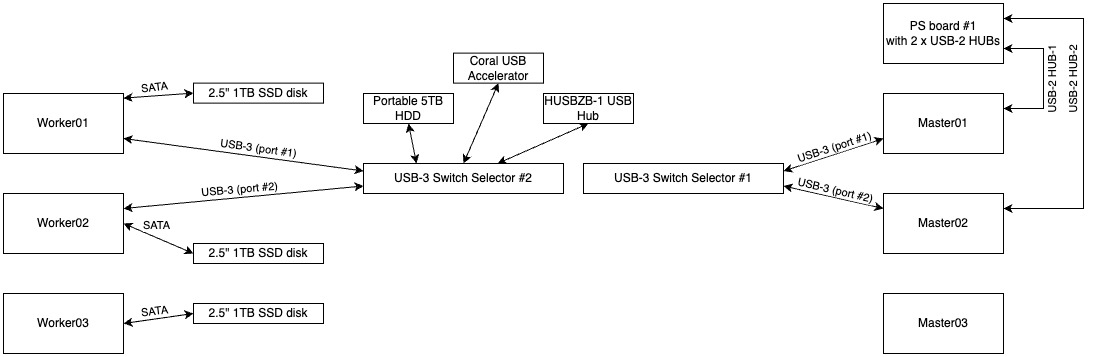 PS board #1
with 2 x USB-2 HUBs
USB-2 HUB-1
USB-2 HUB-2
Coral USB
Accelerator
SATA
2.5" 1TB SSD disk
Portable 5TB
HDD
HUSBZB-1 USB
Hub
Worker01
Master01
USB-3 (port #1)
USB-3 (port #1)
USB-3 Switch Selector #2
USB-3 Switch Selector #1
USB-3 (port #2)
USB-3 (port #2)
Worker02
SATA
Master02
2.5" 1TB SSD disk
SATA
2.5" 1TB SSD disk
Worker03
Master03